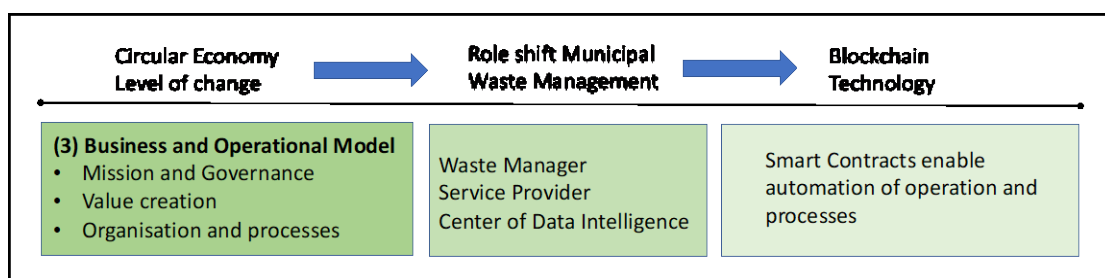 Circular Economy
Level of change
Role shift Municipal
Waste Management
Blockchain
Technology
(3) Business and Operational Model
• Mission and Governance
• Value creation
• Organisation and processes
Waste Manager
Service Provider
Center of Data Intelligence
Smart Contracts enable
automation of operation and
processes